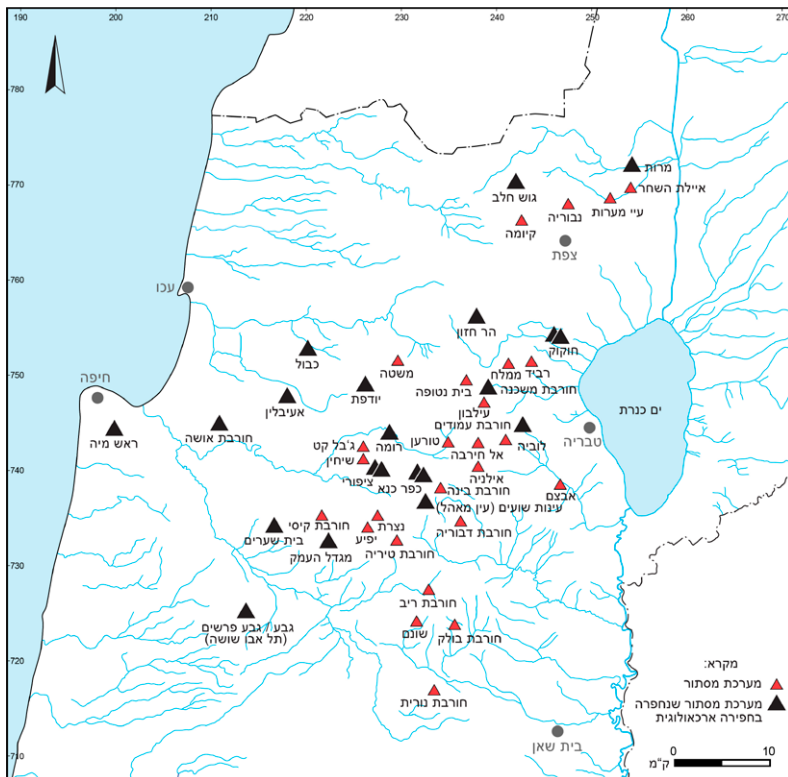 190
200
210
220
230
240
250
260
270
780
770
760
750
740
730
720
710
מרות
איילת השחר
גוש חלב
עיי מערות
נבוריה
קיומה
צפת
עכו
הר חזון
חוקוק
כבול
משטה
ממלח
רביד
יודפת
בית נטופה
חורבת משכנה
חיפה
אעיבלין
עילבון
ים כנרת
ראש מיה
חורבת אושה
חורבת עמודים
טבריה
רומה
טורען
לוביה
ג'בל קט
אל חירבה
שיחין
ציפורי
כפר כנא
אילניה
חורבת בינה
אבצם
עינות שועים (עין מאהל)
חורבת קיסי
נצרת
חורבת דבוריה
בית שערים
יפיע
מגדל העמק
חורבת טיריה
חורבת ריב
גבע / גבע פרשים
(תל אבו שושה)
שונם
חורבת בולק
חורבת נורית
בית שאן
מקרא:
מערכת מסתור
מערכת מסתור שנחפרה
בחפירה ארכאולוגית
0
10
ק"מ